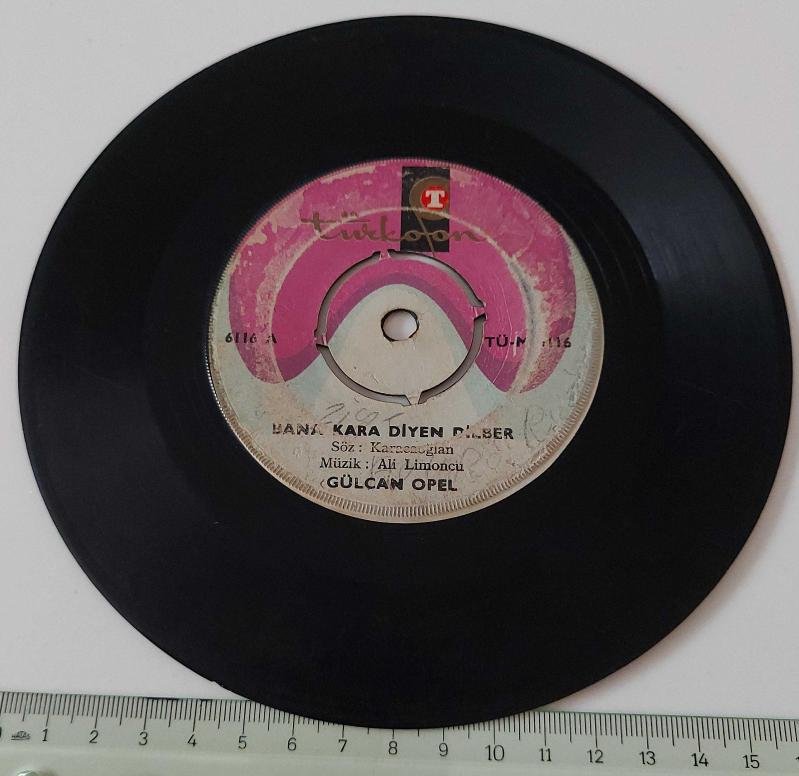 T
türkofon
6116 A
TÜ-M 6116
BANA KARA DİYEN DİLBER
Söz : Karacaoğlan
Müzik : Ali Limoncu
GÜLCAN OPEL
1 2 3 4 5 6 7 8 9 10 11 12 13 14 15